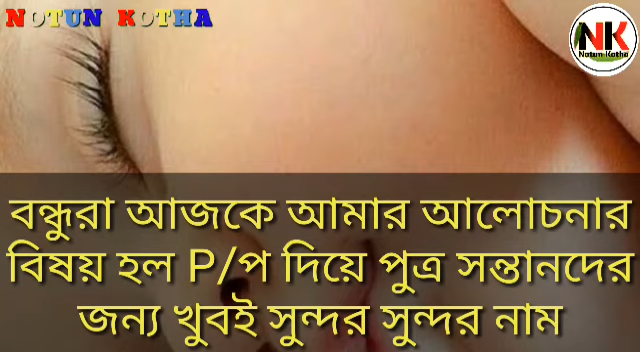 NOTUN KOTHA
NK
Notun Kotha
বন্ধুরা আজকে আমার আলোচনার
বিষয় হল P/প দিয়ে পুত্র সন্তানদের
জন্য খুবই সুন্দর সুন্দর নাম